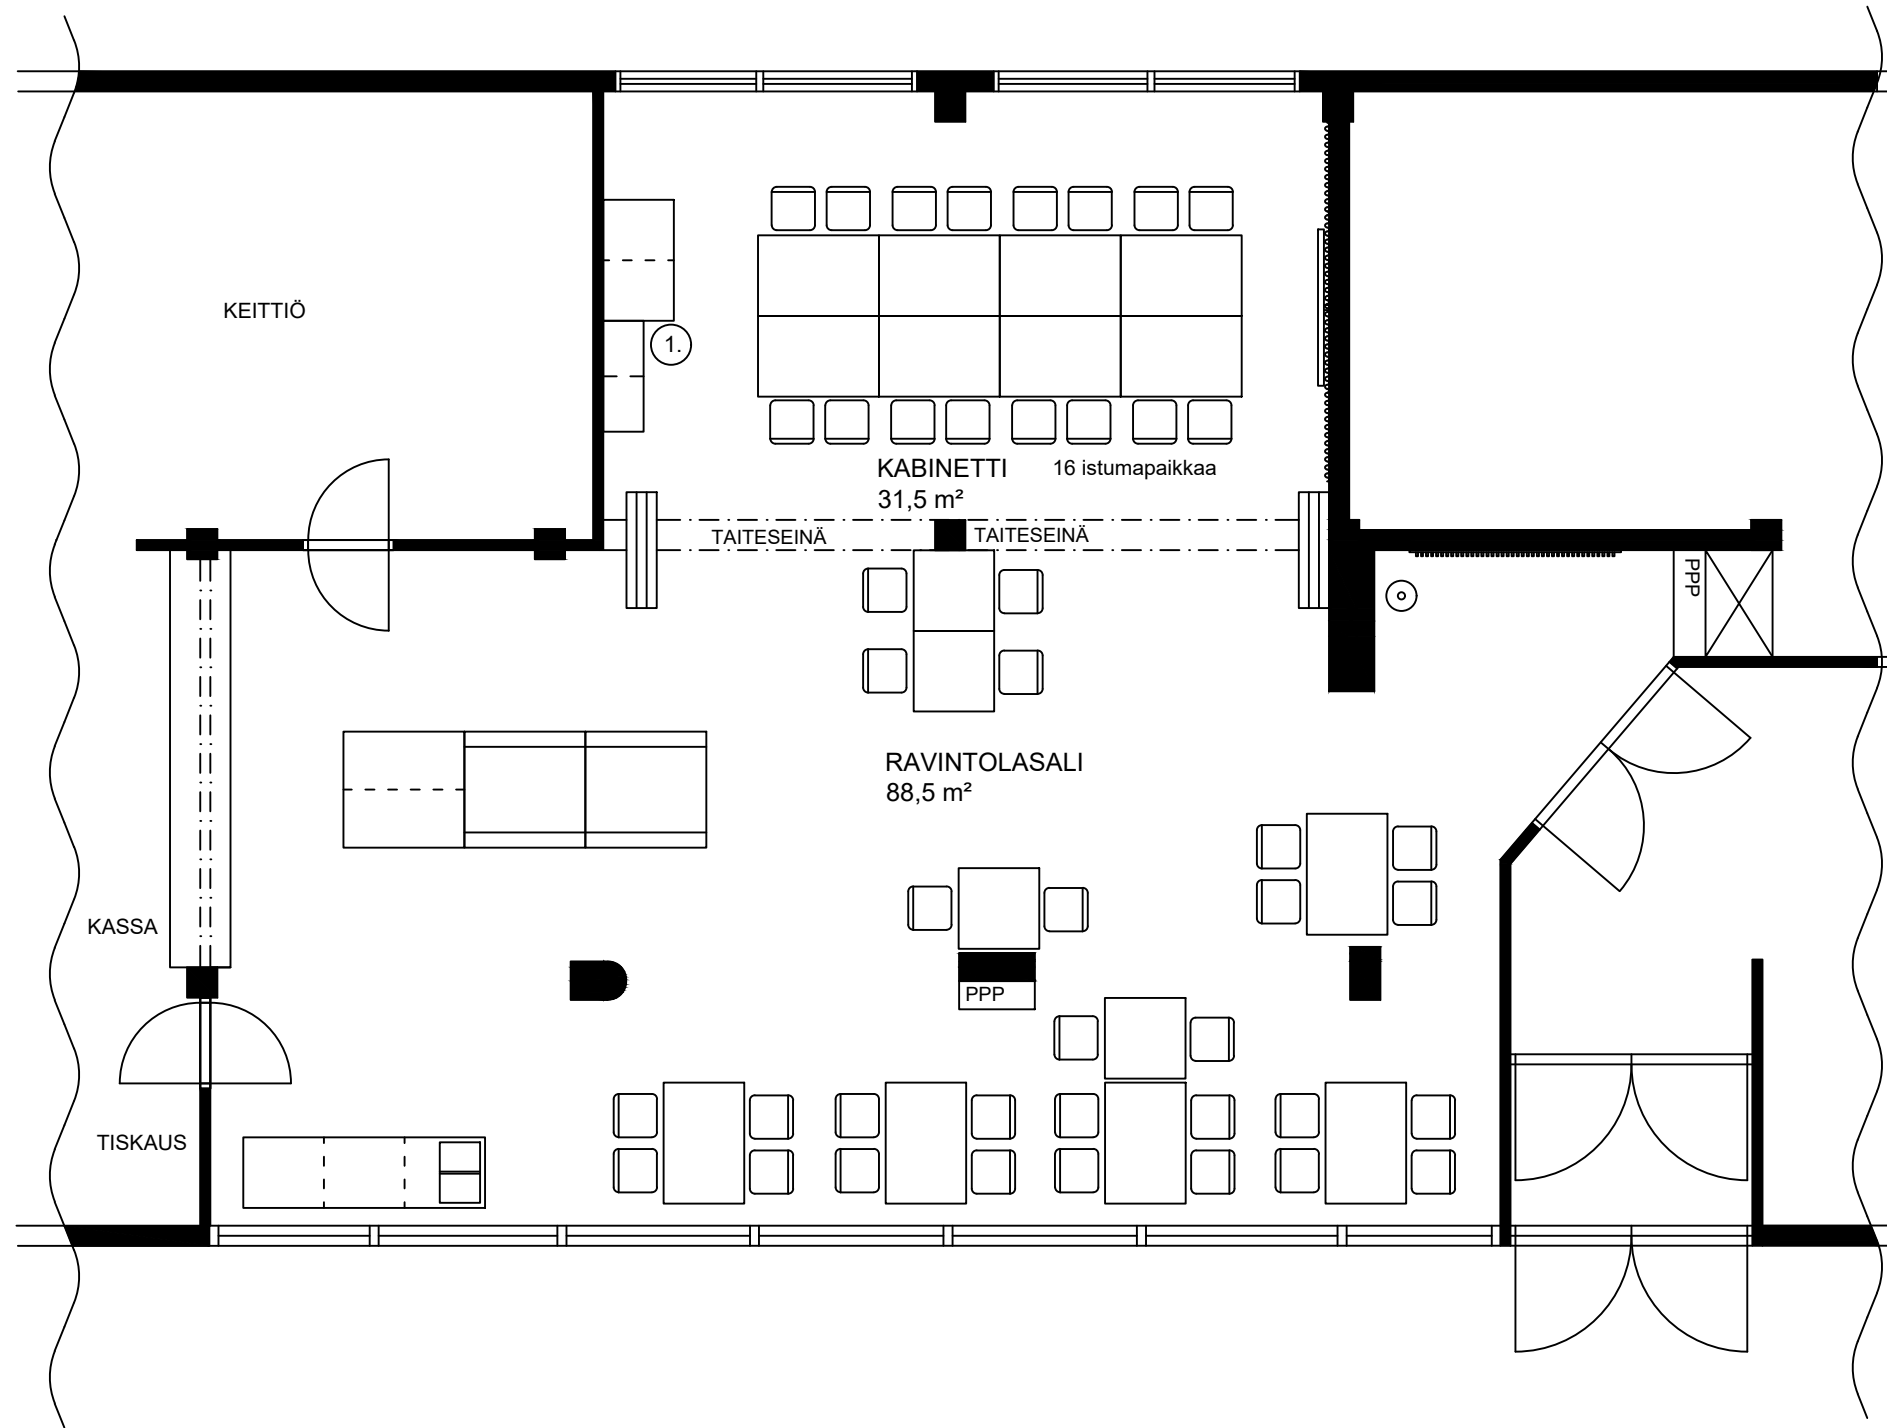 KEITTIÖ
1.
KABINETTI
16 istumapaikkaa
31,5 m²
TAITESEINÄ
TAITESEINÄ
PPP
RAVINTOLASALI
88,5 m²
KASSA
PPP
TISKAUS